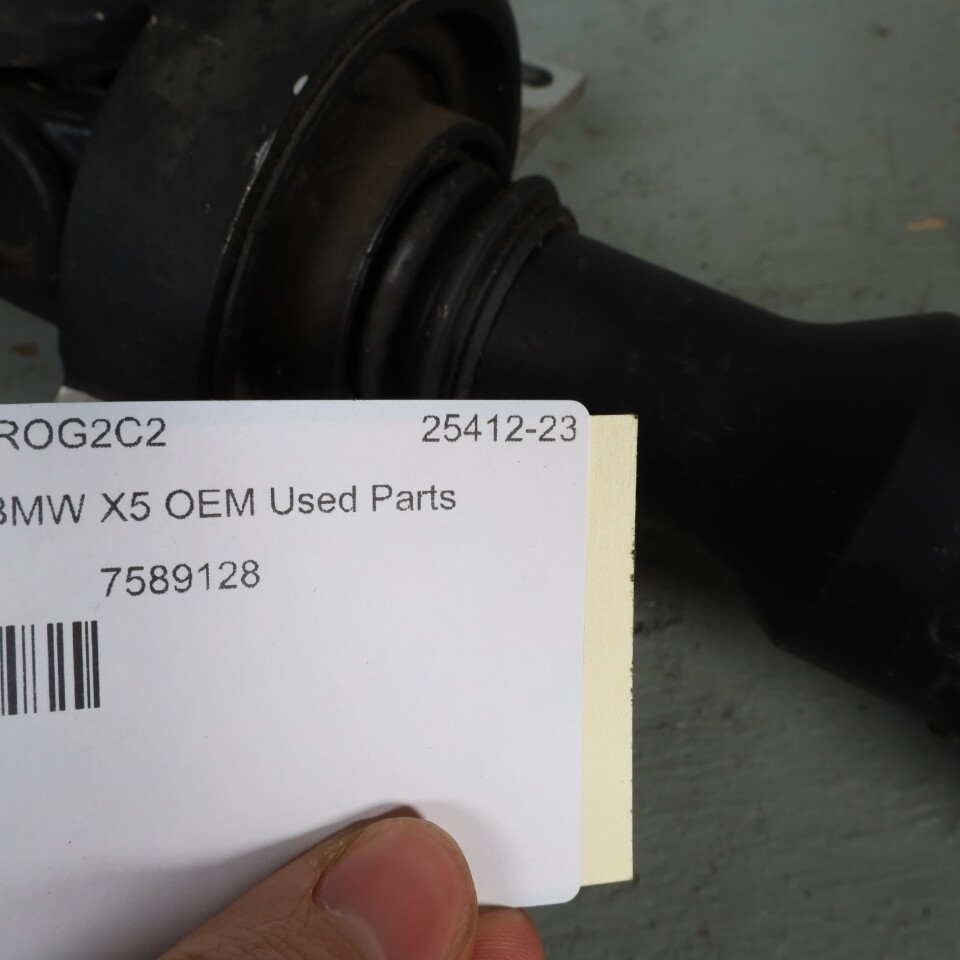 ROG2C2 25412-23
BMW X5 OEM Used Parts
7589128